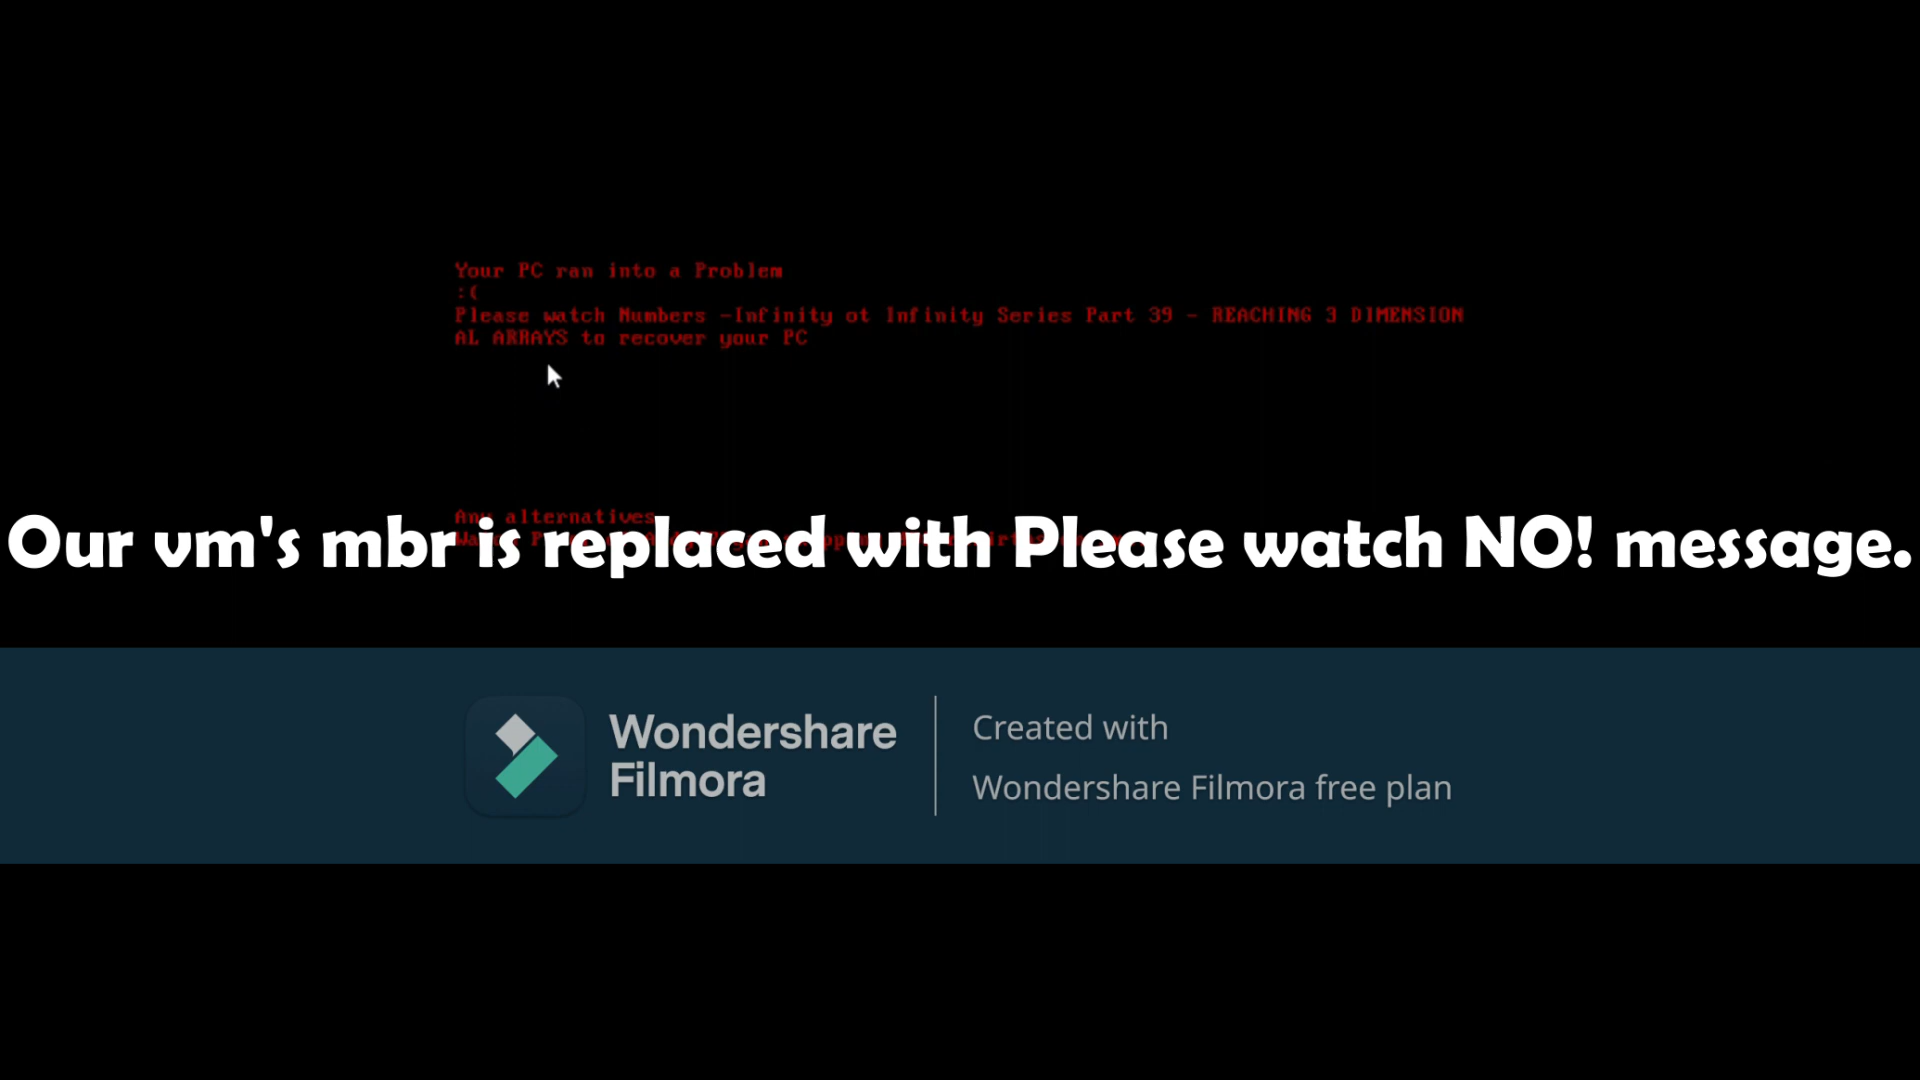 Your PC ran into a Problem
:(
Please watch Numbers -Infinity ot Infinity Series Part 39 - REACHING 3 DIMENSION
AL ARRAYS to recover your PC
Any alternatives
Our vm's mbr is replaced with Please watch NO! message.
Wondershare
Filmora
Created with
Wondershare Filmora free plan